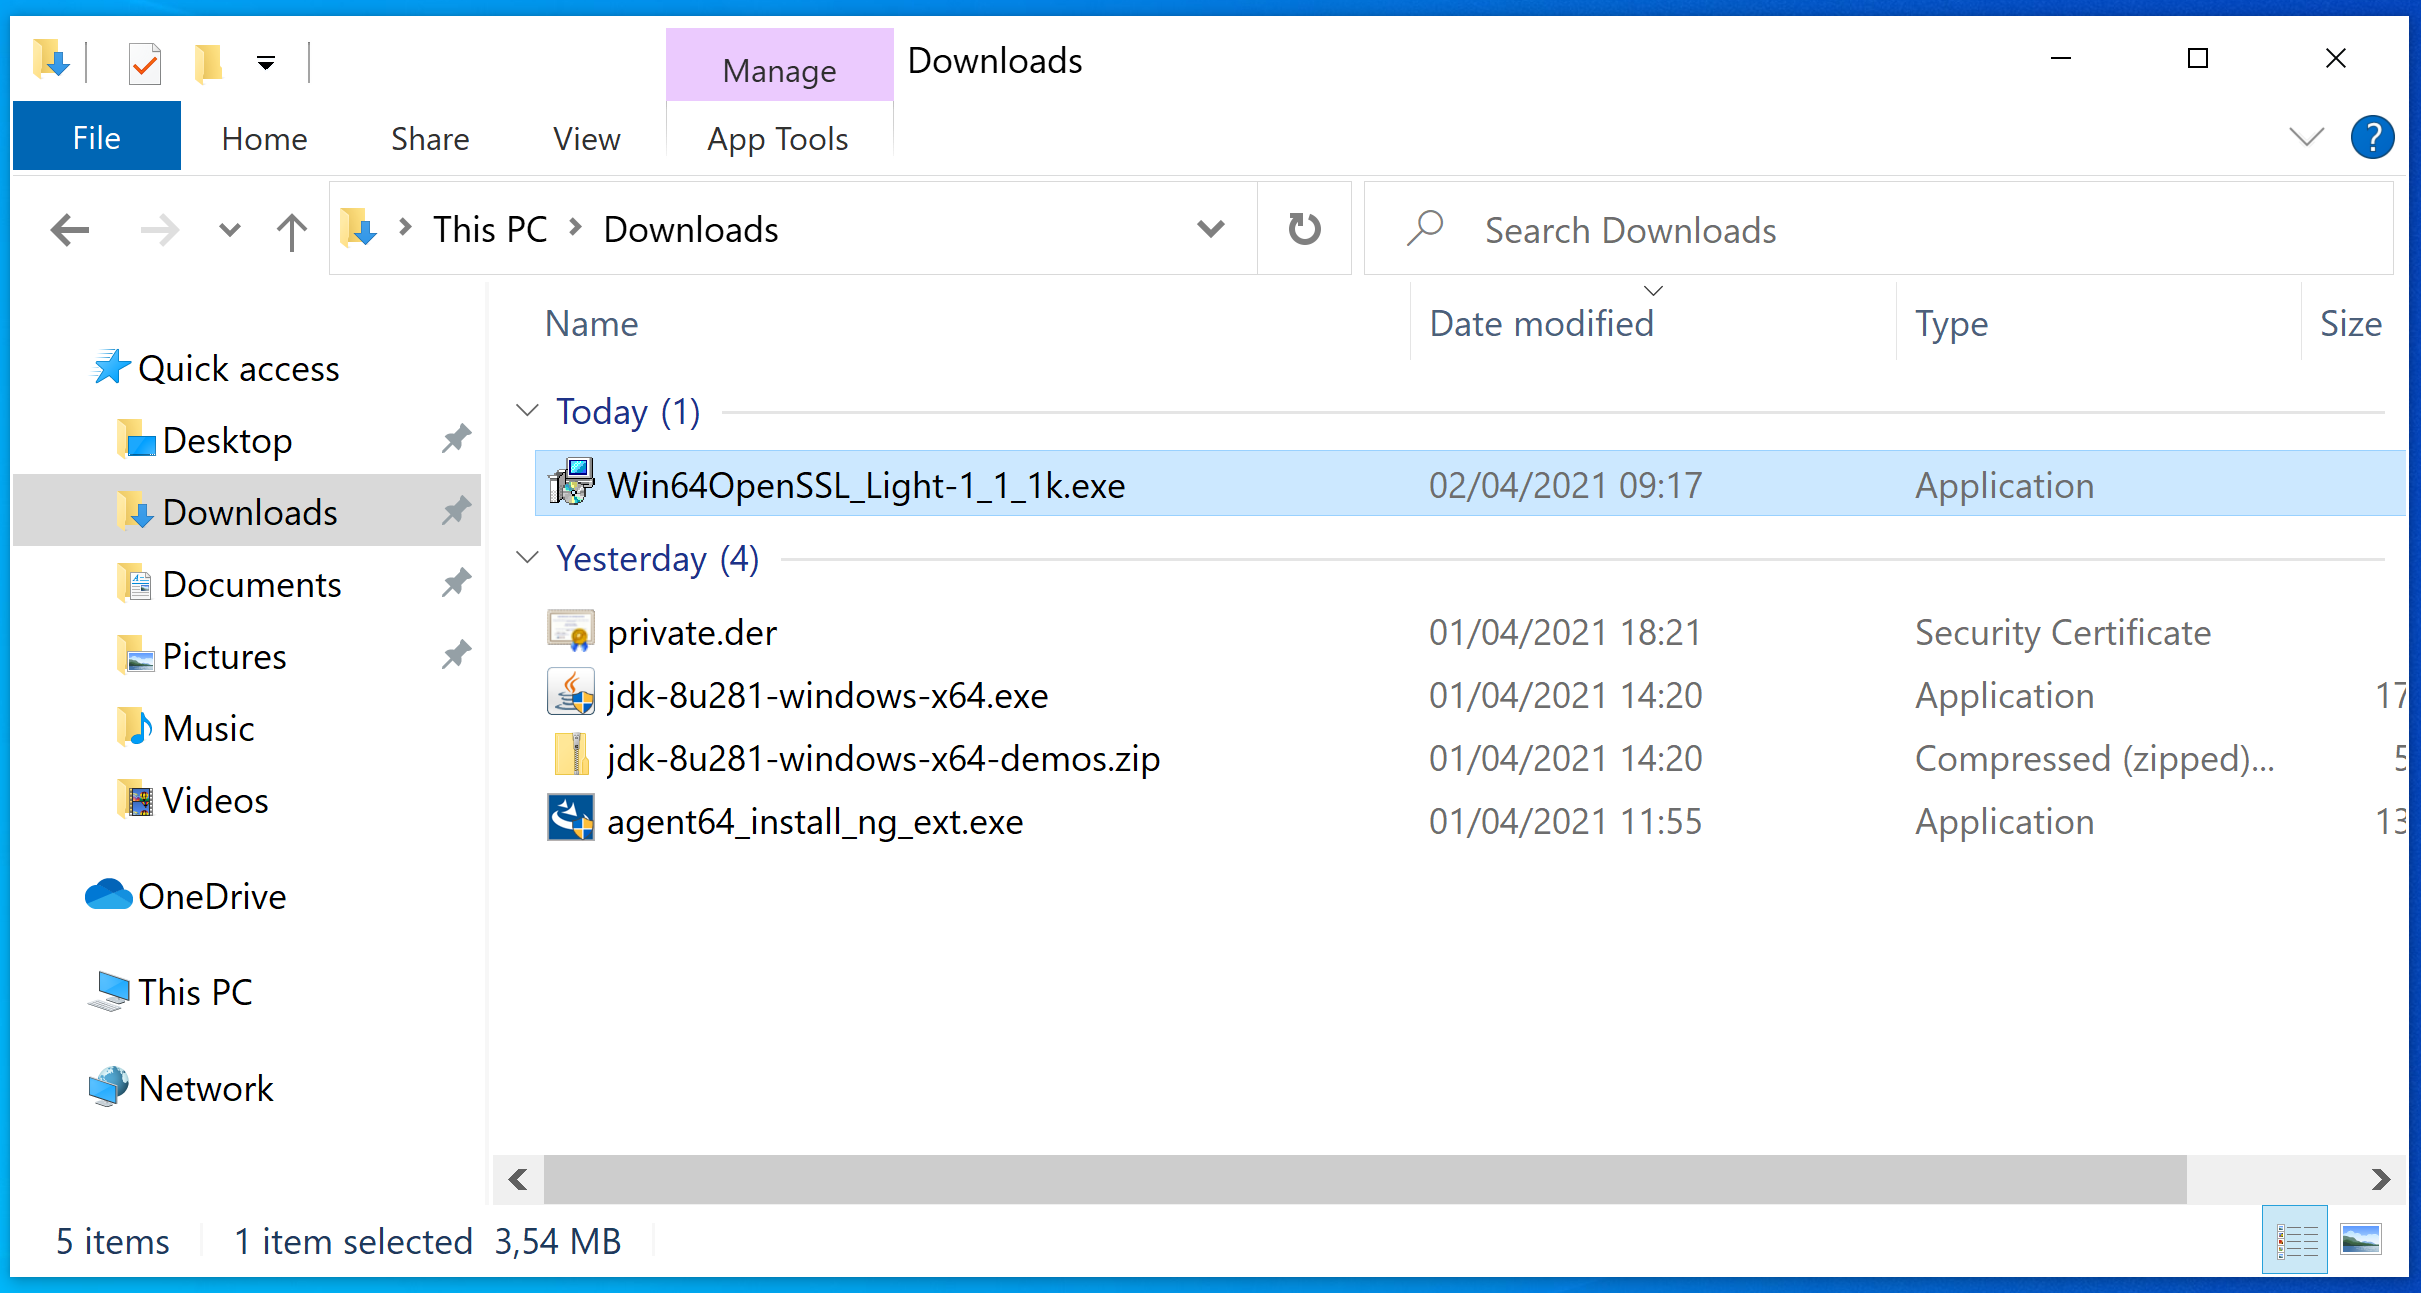 Manage Downloads
File Home Share View App Tools ?
This PC Downloads Search Downloads
Name Date modified Type Size
Quick access
Desktop
Downloads
Documents
Pictures
Music
Videos
OneDrive
This PC
Network
Today (1)
Win64OpenSSL_Light-1_1_1k.exe 02/04/2021 09:17 Application
Yesterday (4)
private.der 01/04/2021 18:21 Security Certificate
jdk-8u281-windows-x64.exe 01/04/2021 14:20 Application 17
jdk-8u281-windows-x64-demos.zip 01/04/2021 14:20 Compressed (zipped)... 5
agent64_install_ng_ext.exe 01/04/2021 11:55 Application 13
5 items 1 item selected 3,54 MB